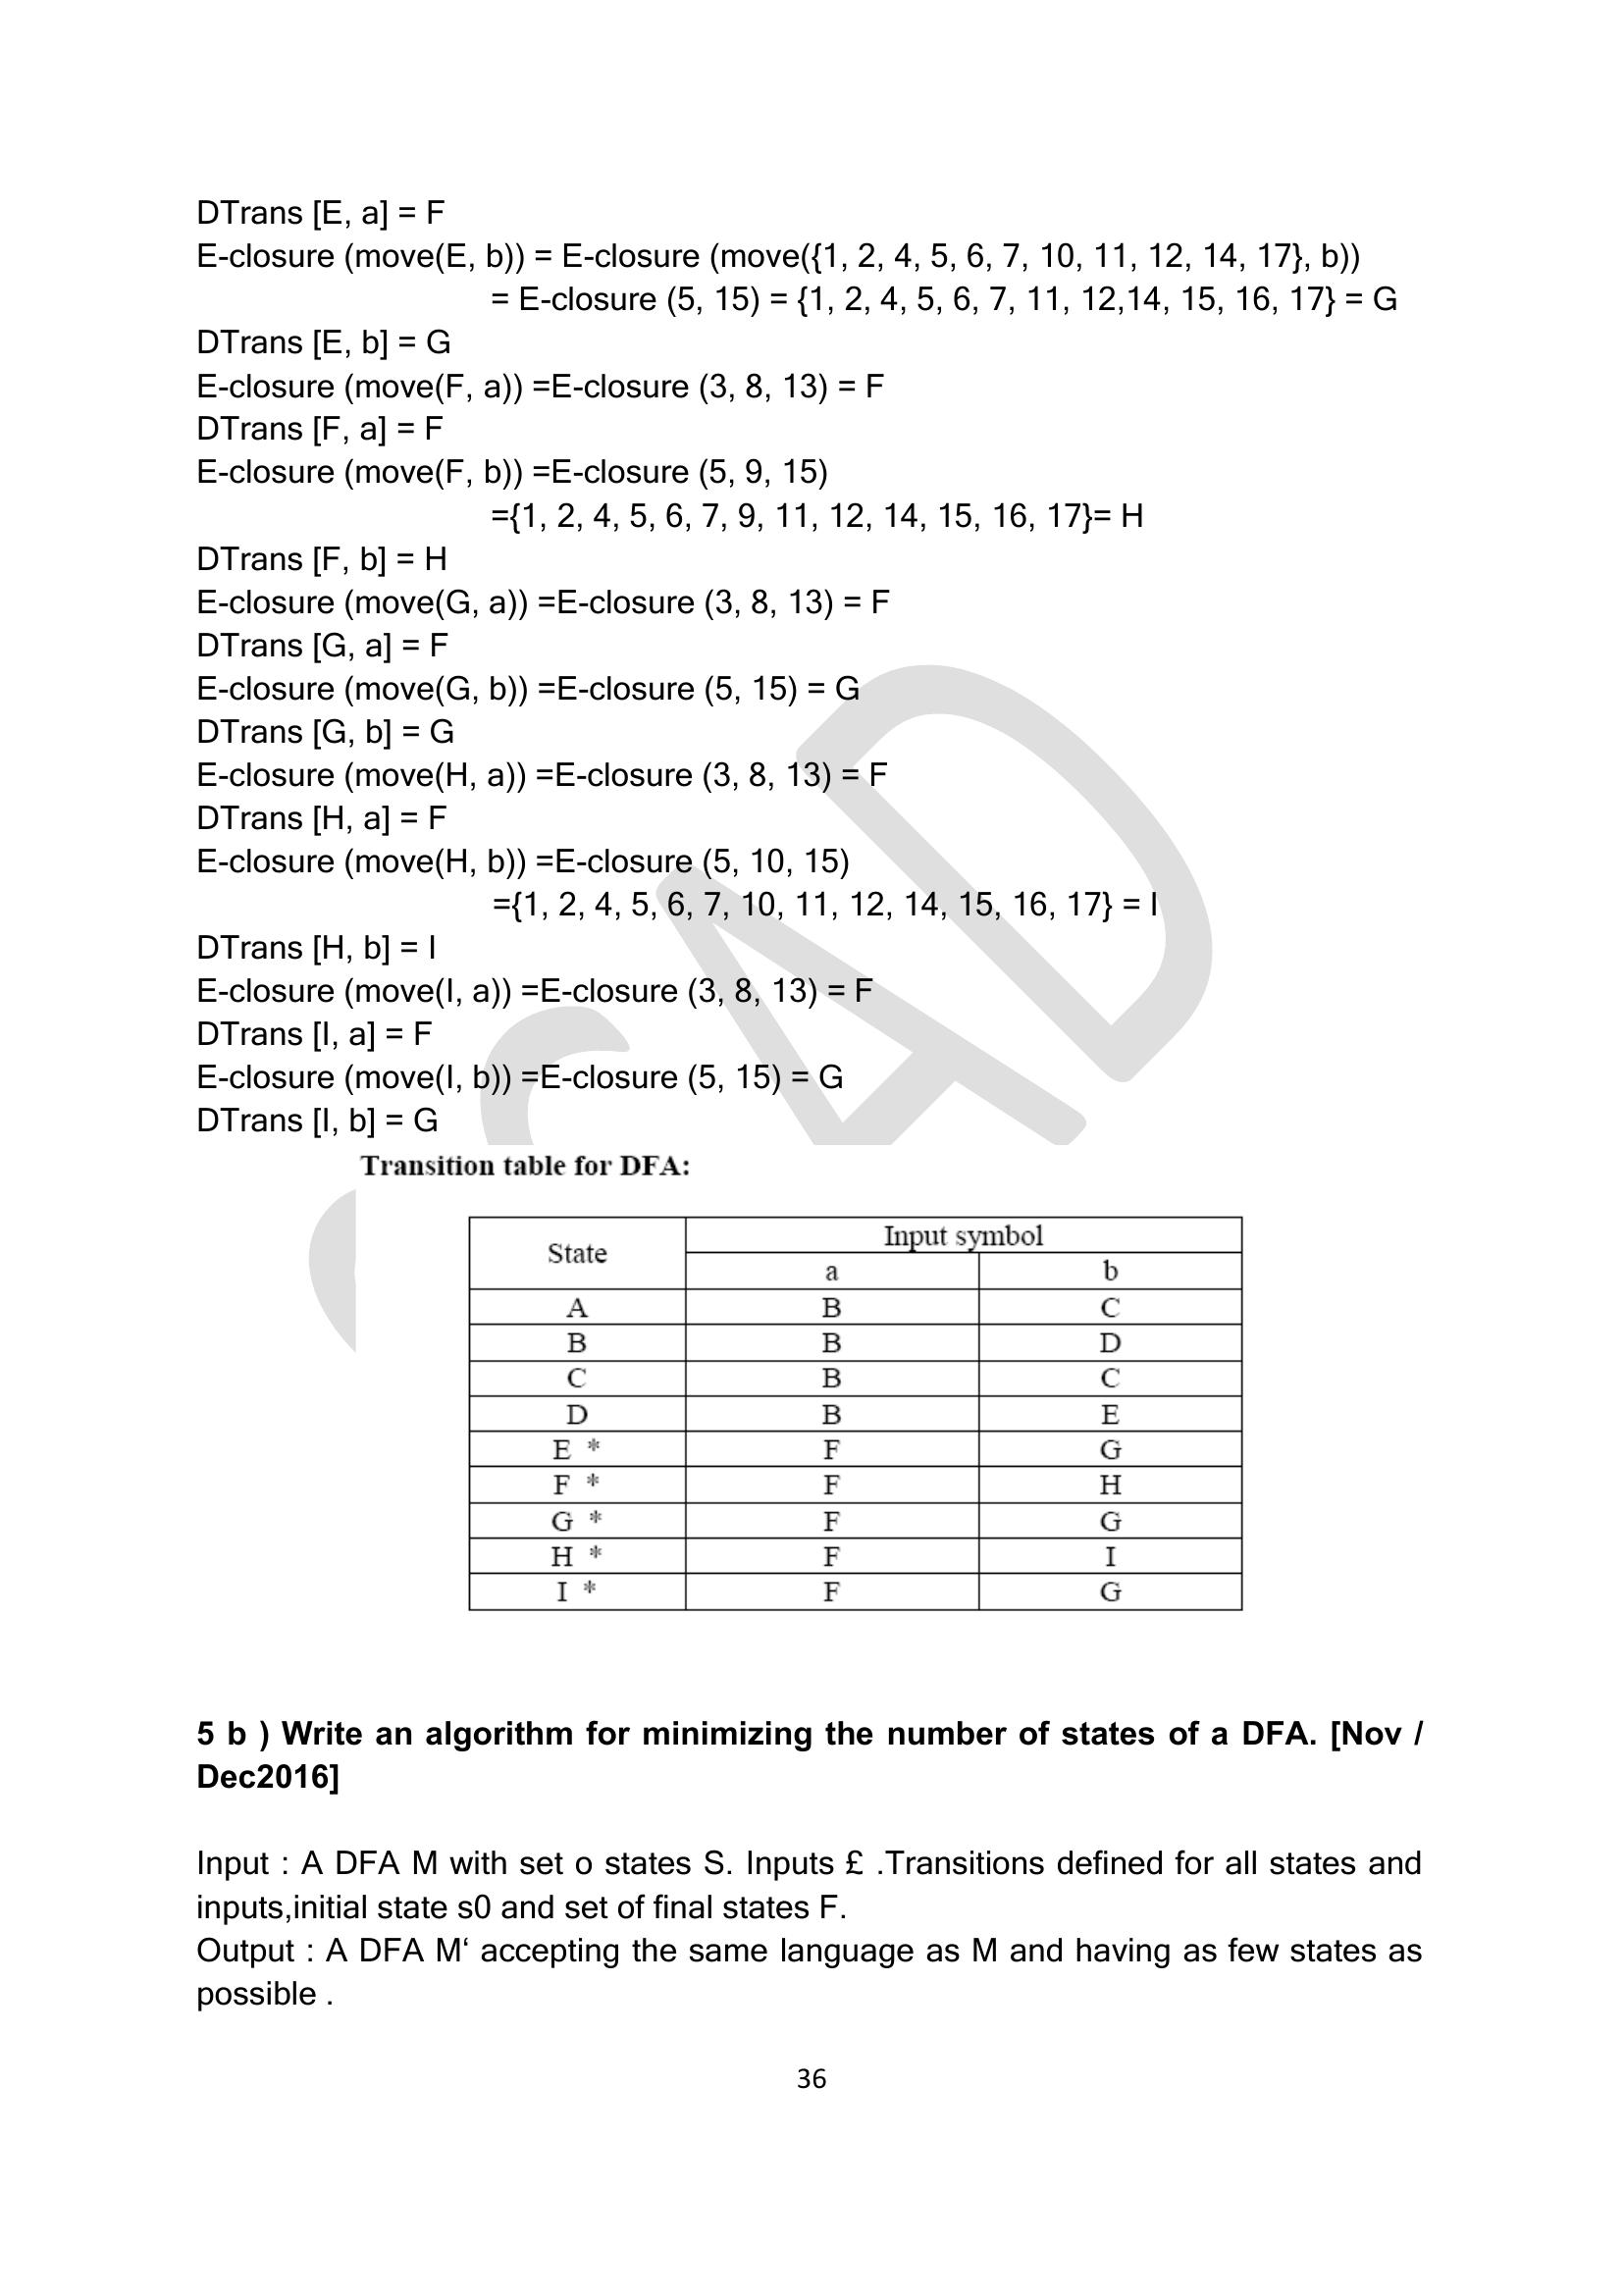 DTrans [E, a] = F
E-closure (move(E, b)) = E-closure (move({1, 2, 4, 5, 6, 7, 10, 11, 12, 14, 17}, b))
= E-closure (5, 15) = {1, 2, 4, 5, 6, 7, 11, 12,14, 15, 16, 17} = G
DTrans [E, b] = G
E-closure (move(F, a)) =E-closure (3, 8, 13) = F
DTrans [F, a] = F
E-closure (move(F, b)) =E-closure (5, 9, 15)
={1, 2, 4, 5, 6, 7, 9, 11, 12, 14, 15, 16, 17}= H
DTrans [F, b] = H
E-closure (move(G, a)) =E-closure (3, 8, 13) = F
DTrans [G, a] = F
E-closure (move(G, b)) =E-closure (5, 15) = G
DTrans [G, b] = G
E-closure (move(H, a)) =E-closure (3, 8, 13) = F
DTrans [H, a] = F
E-closure (move(H, b)) =E-closure (5, 10, 15)
={1, 2, 4, 5, 6, 7, 10, 11, 12, 14, 15, 16, 17} = I
DTrans [H, b] = I
E-closure (move(I, a)) =E-closure (3, 8, 13) = F
DTrans [I, a] = F
E-closure (move(I, b)) =E-closure (5, 15) = G
DTrans [I, b] = G
Transition table for DFA:
State Input symbol
a b
A B C
B B D
C B C
D B E
E * F G
F * F H
G * F G
H * F I
I * F G
5 b ) Write an algorithm for minimizing the number of states of a DFA. [Nov /
Dec2016]
Input : A DFA M with set o states S. Inputs £ .Transitions defined for all states and
inputs,initial state s0 and set of final states F.
Output : A DFA M‘ accepting the same language as M and having as few states as
possible .
36